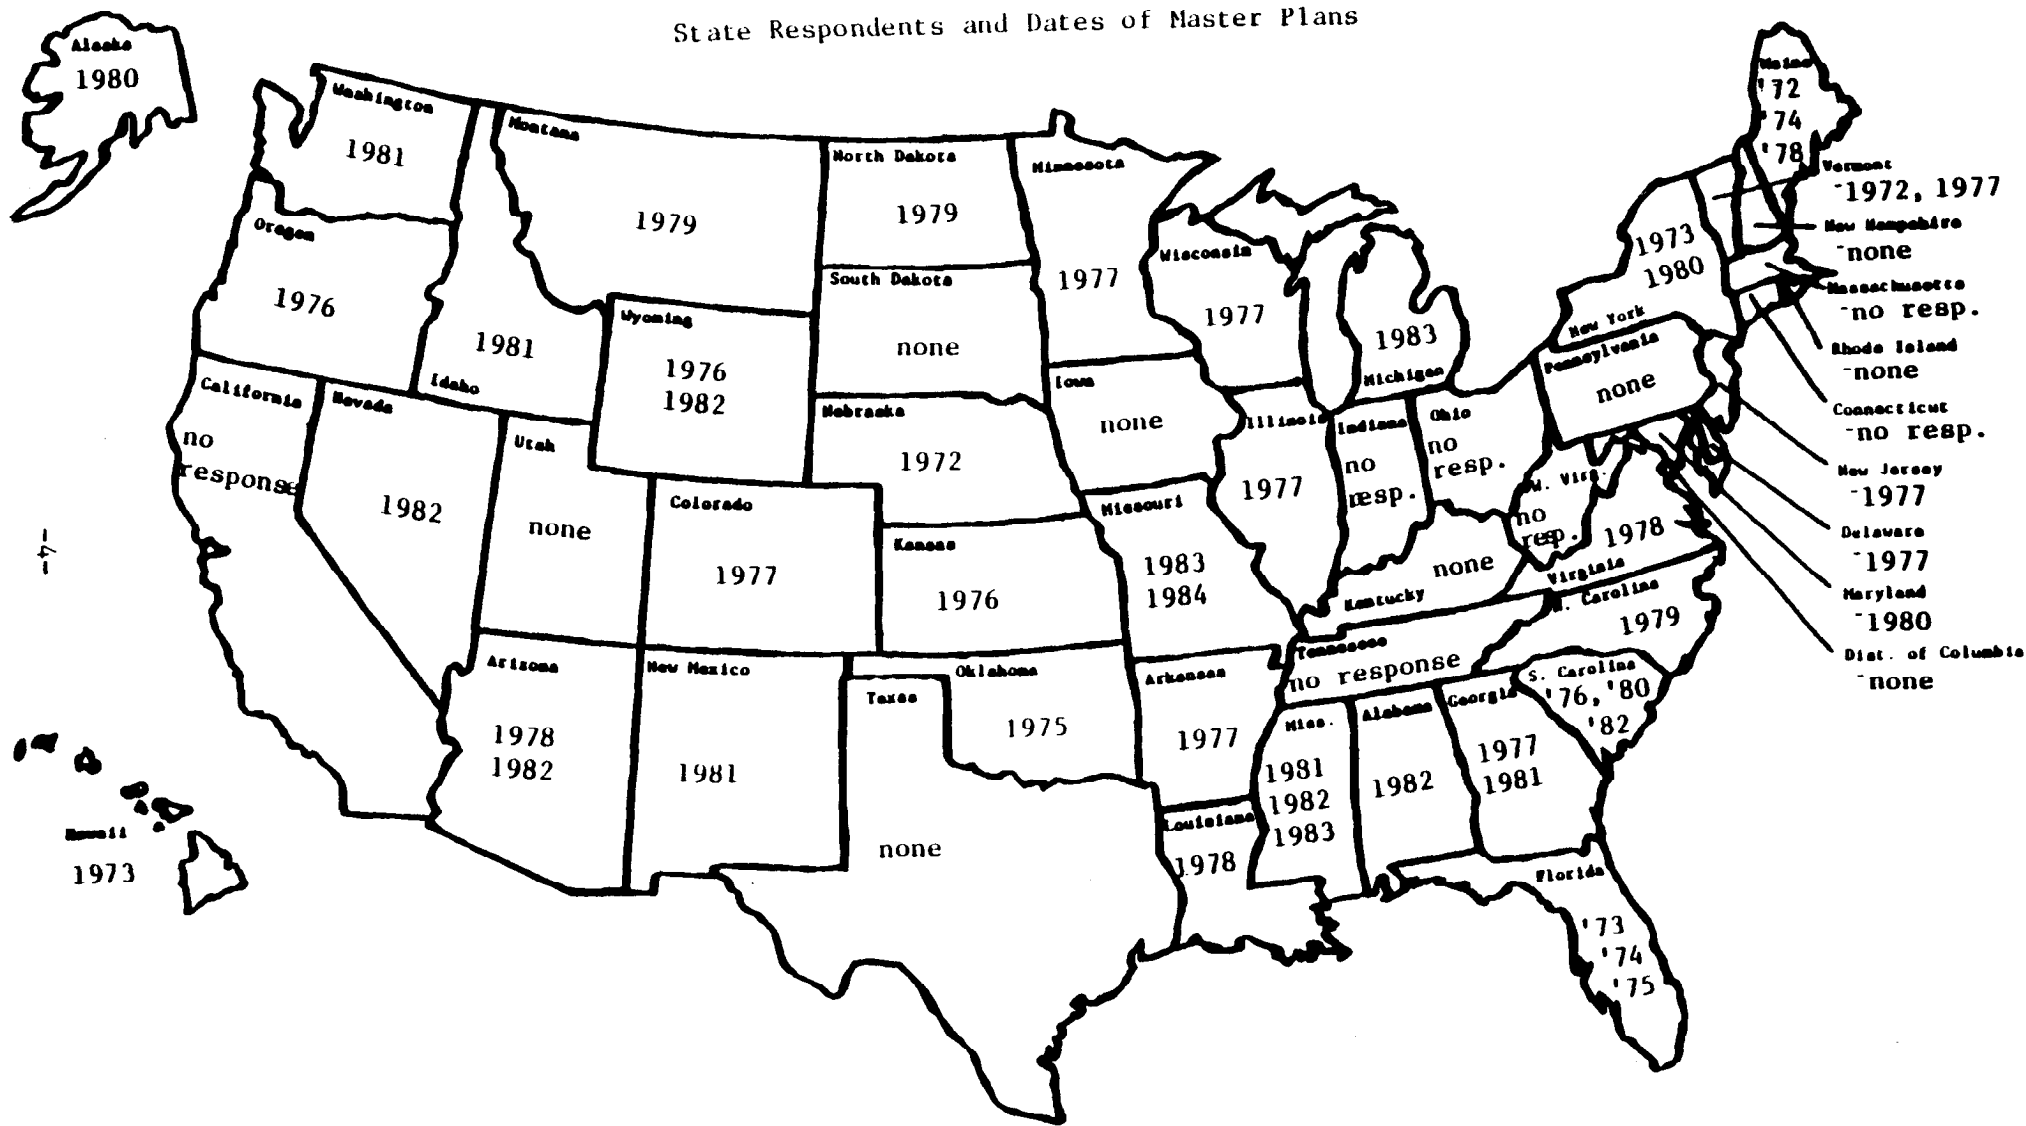 State Respondents and Dates of Master Plans
Alaska
1980
Washington
1981
Oregon
1976
California
no
response
Nevada
1982
Idaho
1981
Montana
1979
Wyoming
1976
1982
Utah
none
Colorado
1977
Arizona
1978
1982
New Mexico
1981
North Dakota
1979
South Dakota
none
Nebraska
1972
Kansas
1976
Oklahoma
1975
Texas
none
Minnesota
1977
Iowa
none
Missouri
1983
1984
Arkansas
1977
Louisiana
1978
Wisconsin
1977
Illinois
1977
Michigan
1983
Indiana
no
resp.
Ohio
no
resp.
Kentucky
none
Tennessee
no response
Miss.
1981
1982
1983
Alabama
1982
Georgia
1977
1981
Florida
'73
'74
'75
S. Carolina
'76, '80
'82
N. Carolina
1979
Virginia
1978
W. Virg.
no
resp.
Pennsylvania
none
New York
1973
1980
Maine
'72
'74
'78
Vermont
-1972, 1977
New Hampshire
-none
Massachusetts
-no resp.
Rhode Island
-none
Connecticut
-no resp.
New Jersey
-1977
Delaware
-1977
Maryland
-1980
Dist. of Columbia
-none
Hawaii
1973
-4-